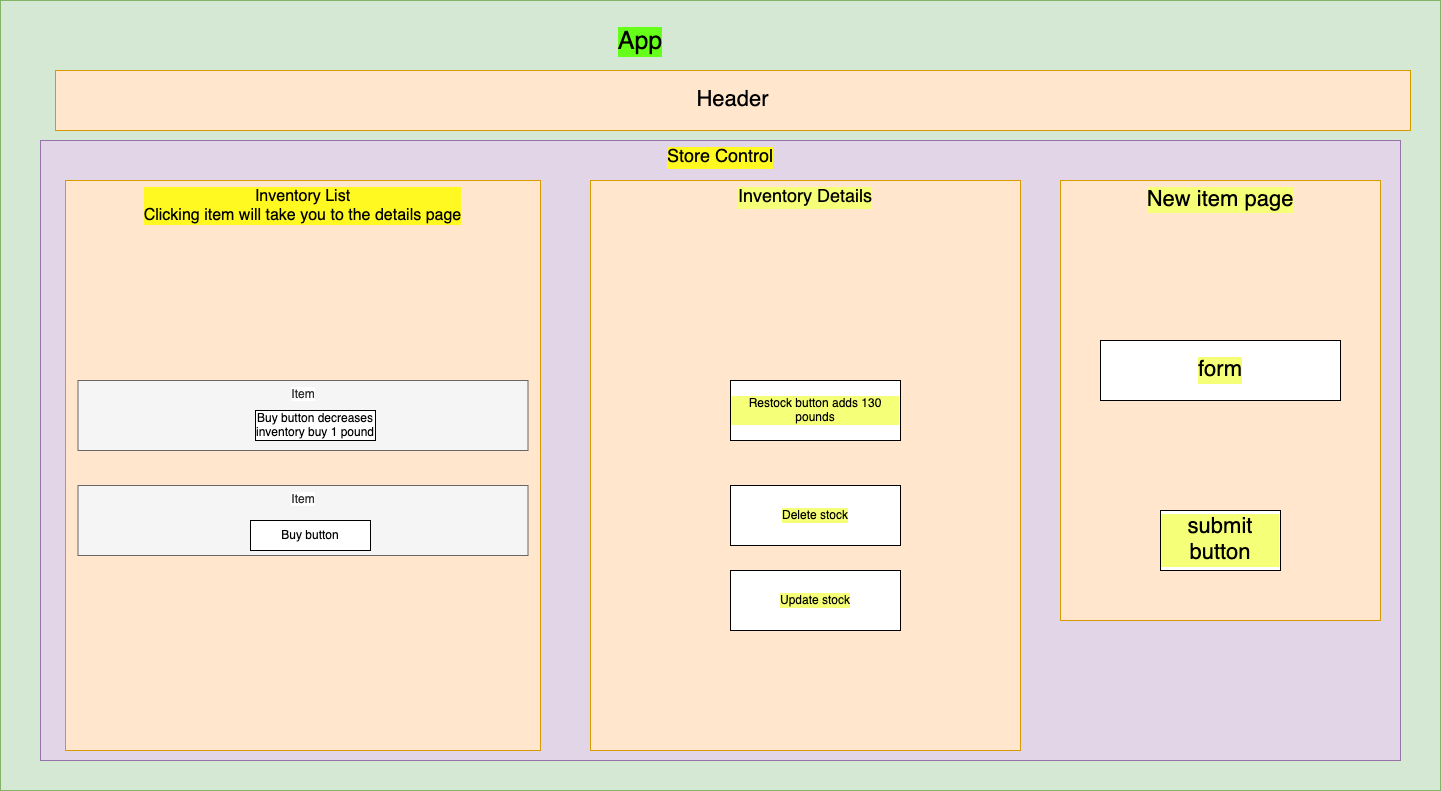 App
Header
Store Control
Inventory List
Clicking item will take you to the details page
Item
Buy button decreases
inventory buy 1 pound
Item
Buy button
Inventory Details
Restock button adds 130
pounds
Delete stock
Update stock
New item page
form
submit
button